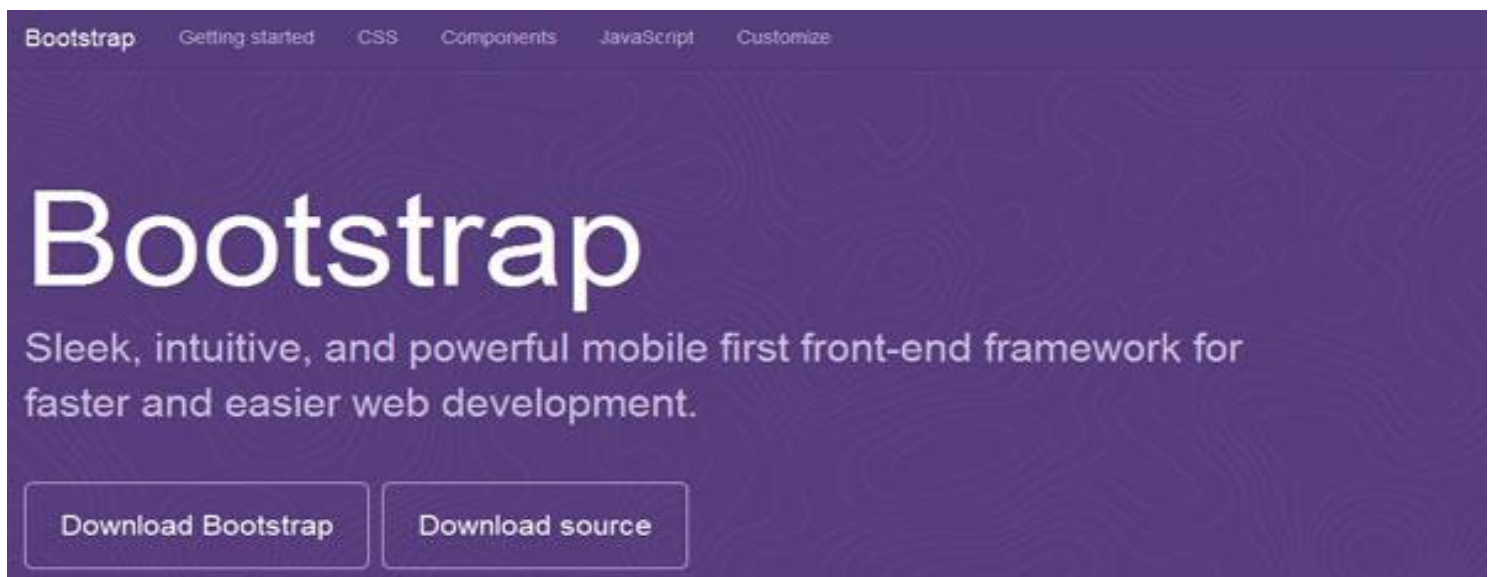 Bootstrap Getting started CSS Components JavaScript Customize
Bootstrap
Sleek, intuitive, and powerful mobile first front-end framework for
faster and easier web development.
Download Bootstrap Download source